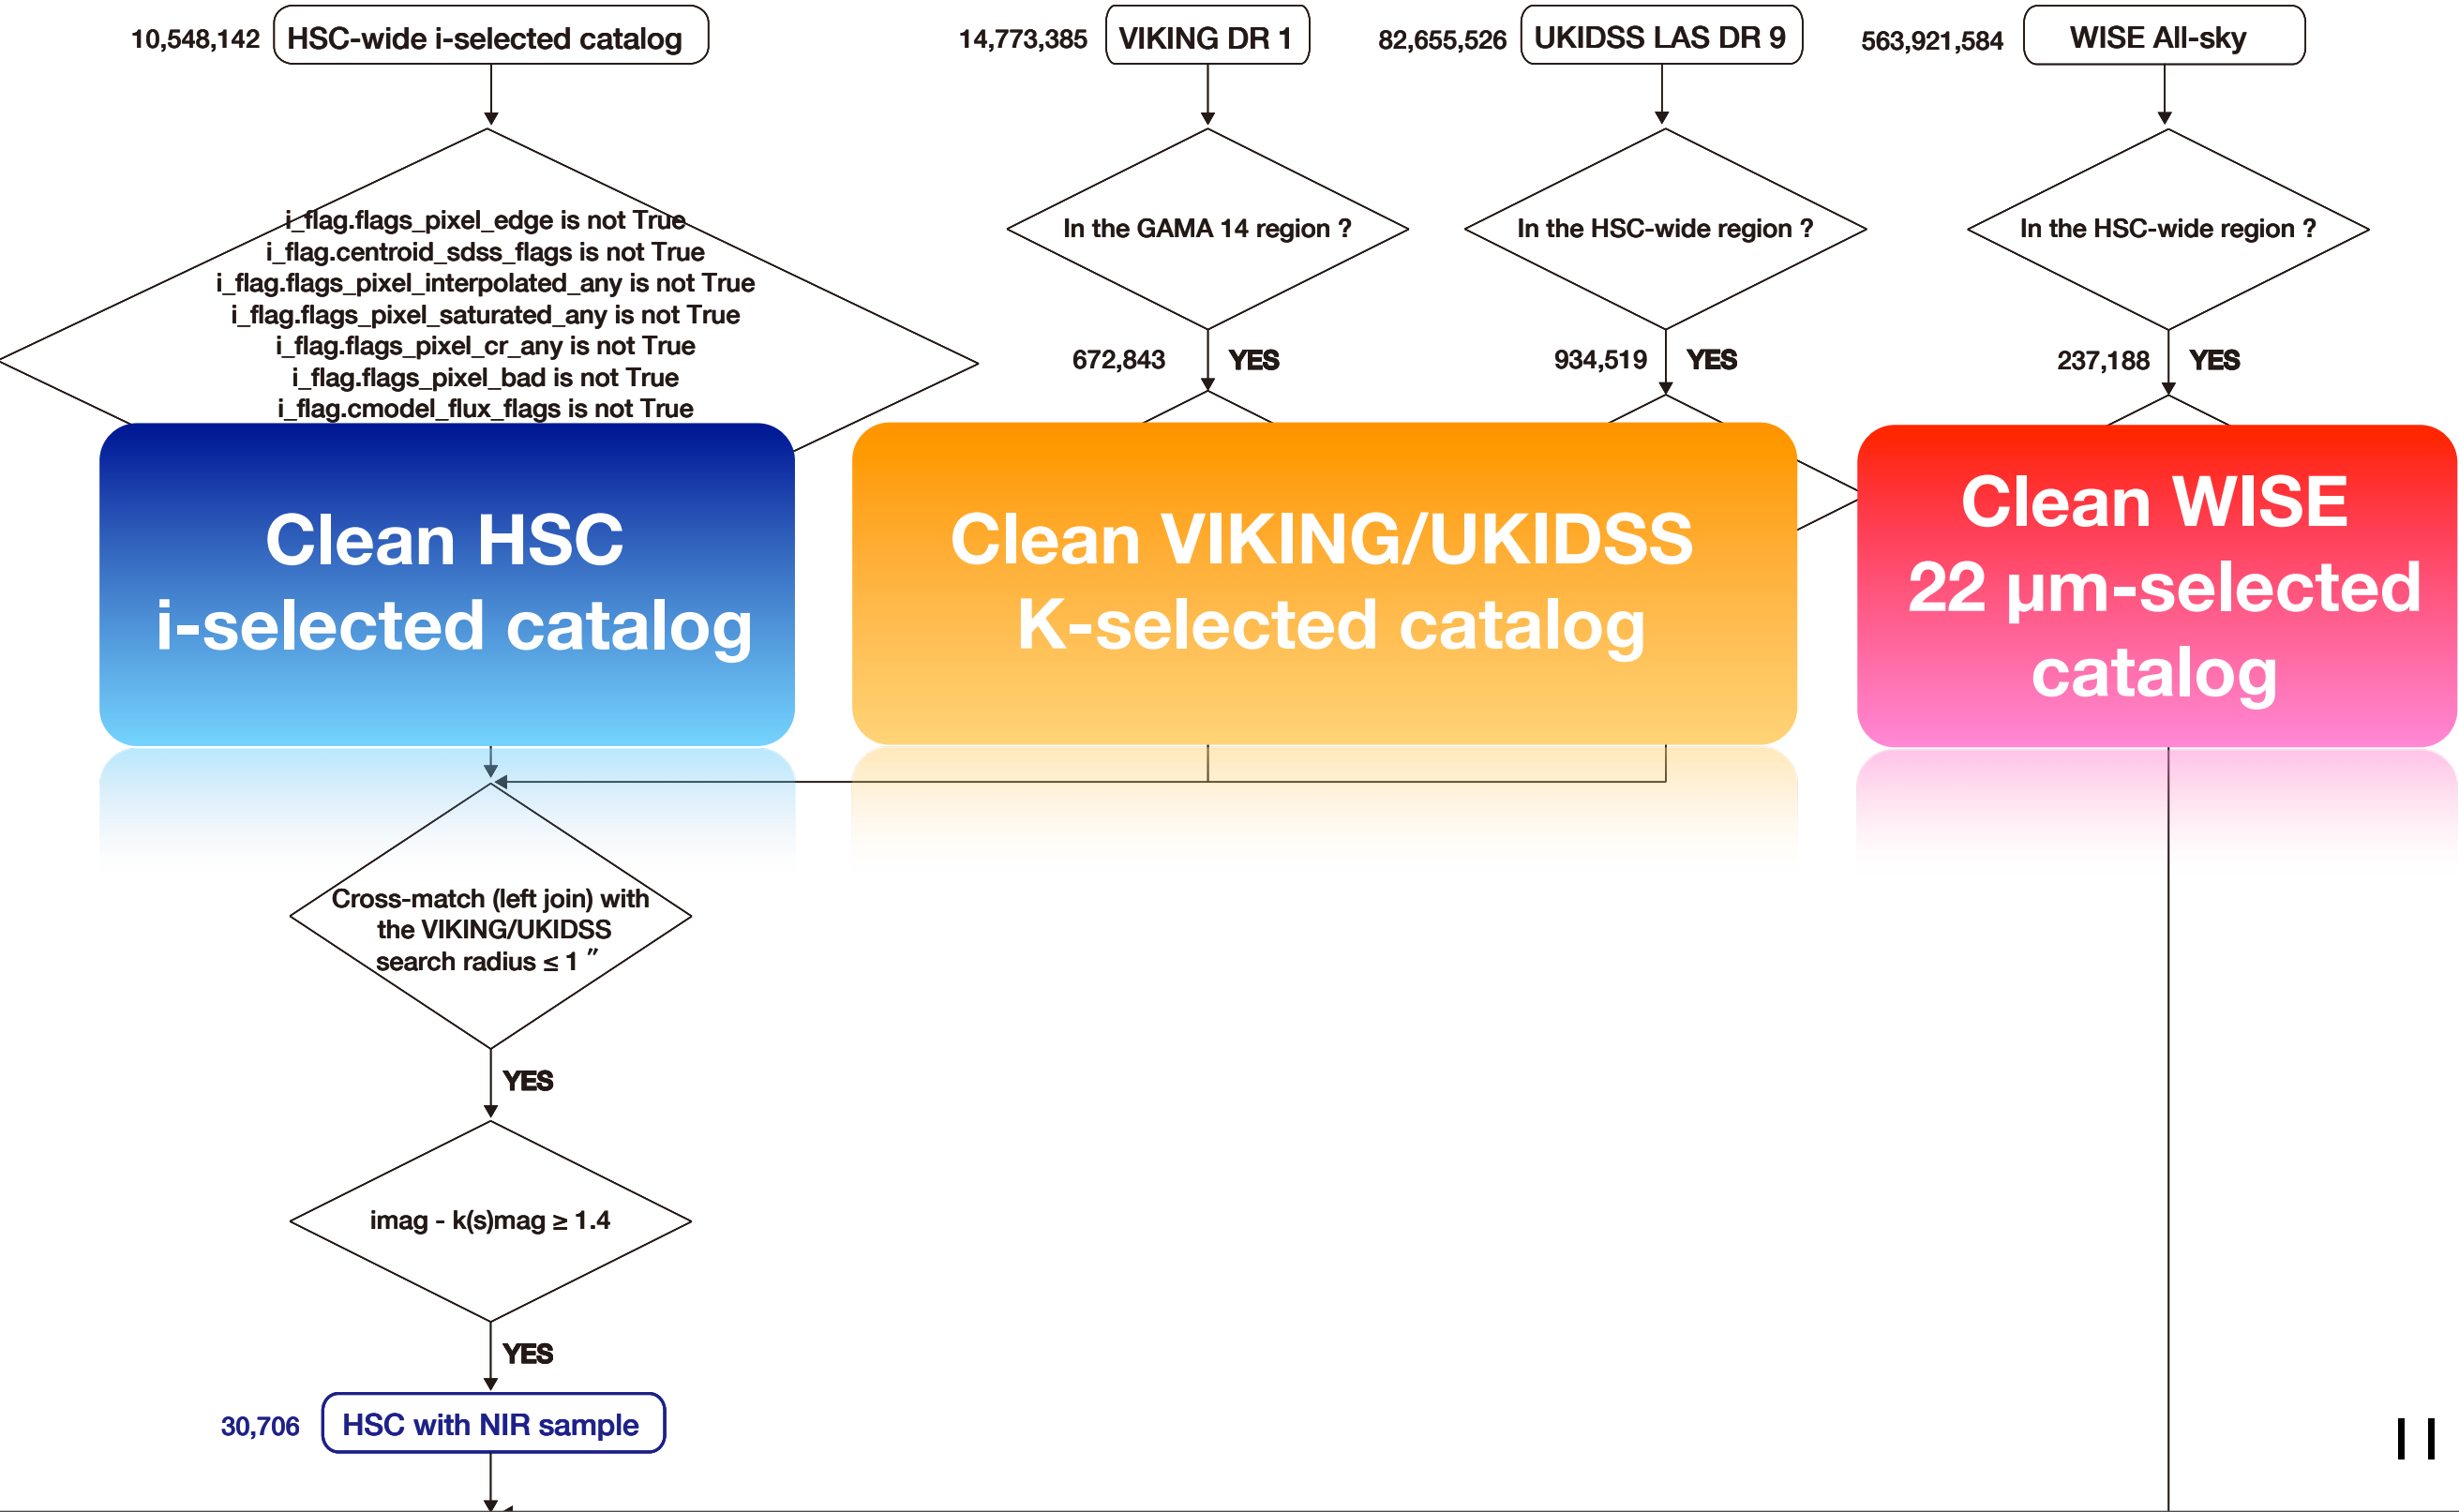 10,548,142 HSC-wide i-selected catalog
14,773,385 VIKING DR 1
82,655,526 UKIDSS LAS DR 9
563,921,584 WISE All-sky
i_flag.flags_pixel_edge is not True
i_flag.centroid_sdss_flags is not True
i_flag.flags_pixel_interpolated_any is not True
i_flag.flags_pixel_saturated_any is not True
i_flag.flags_pixel_cr_any is not True
i_flag.flags_pixel_bad is not True
i_flag.cmodel_flux_flags is not True
In the GAMA 14 region ?
In the HSC-wide region ?
In the HSC-wide region ?
672,843 YES
934,519 YES
237,188 YES
Clean HSC
i-selected catalog
Clean VIKING/UKIDSS
K-selected catalog
Clean WISE
22 µm-selected
catalog
Cross-match (left join) with
the VIKING/UKIDSS
search radius ≤ 1 ″
YES
imag - k(s)mag ≥ 1.4
YES
30,706 HSC with NIR sample
11